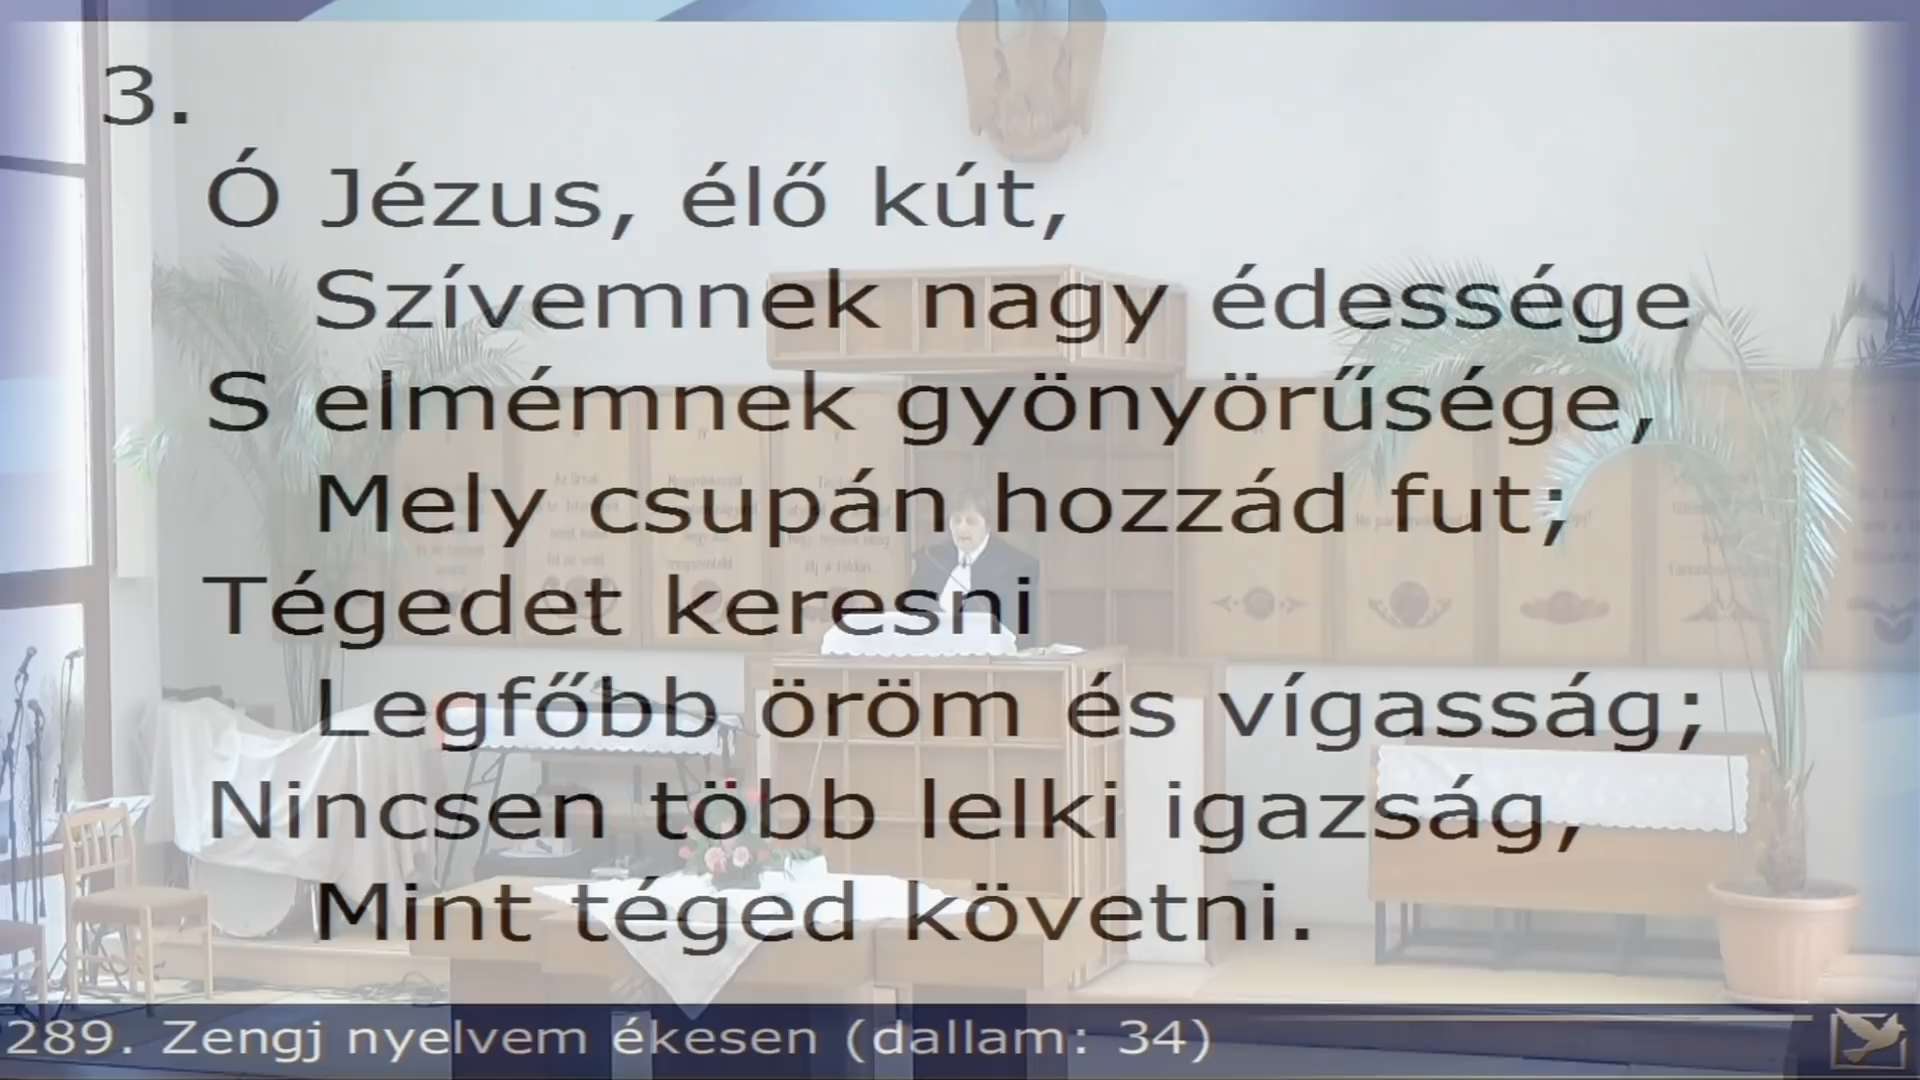 3.
Ó Jézus, élő kút,
Szívemnek nagy édessége
S elmémnek gyönyörűsége,
Mely csupán hozzád fut;
Tégedet keresni
Legfőbb öröm és vígasság;
Nincsen több lelki igazság,
Mint téged követni.
289. Zengj nyelvem ékesen (dallam: 34)